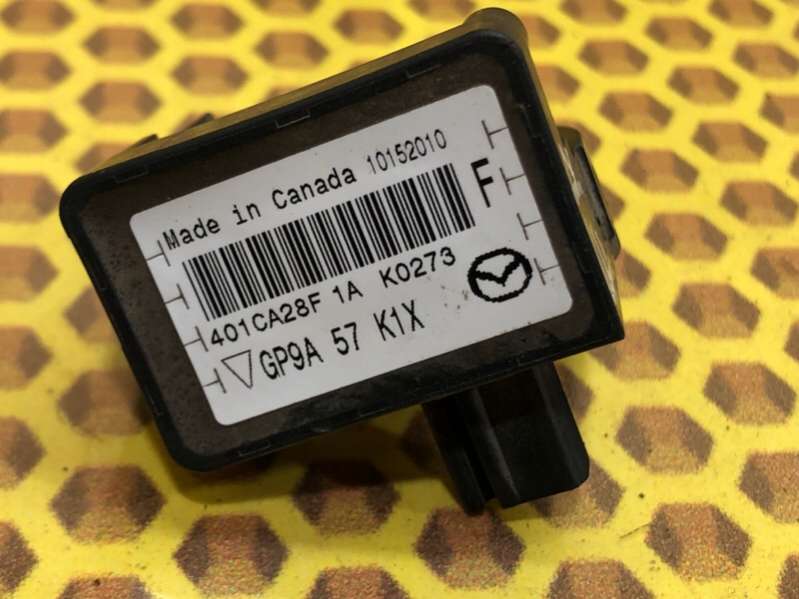 Made in Canada 10152010
F
401CA28F 1A K0273
GP9A 57 K1X